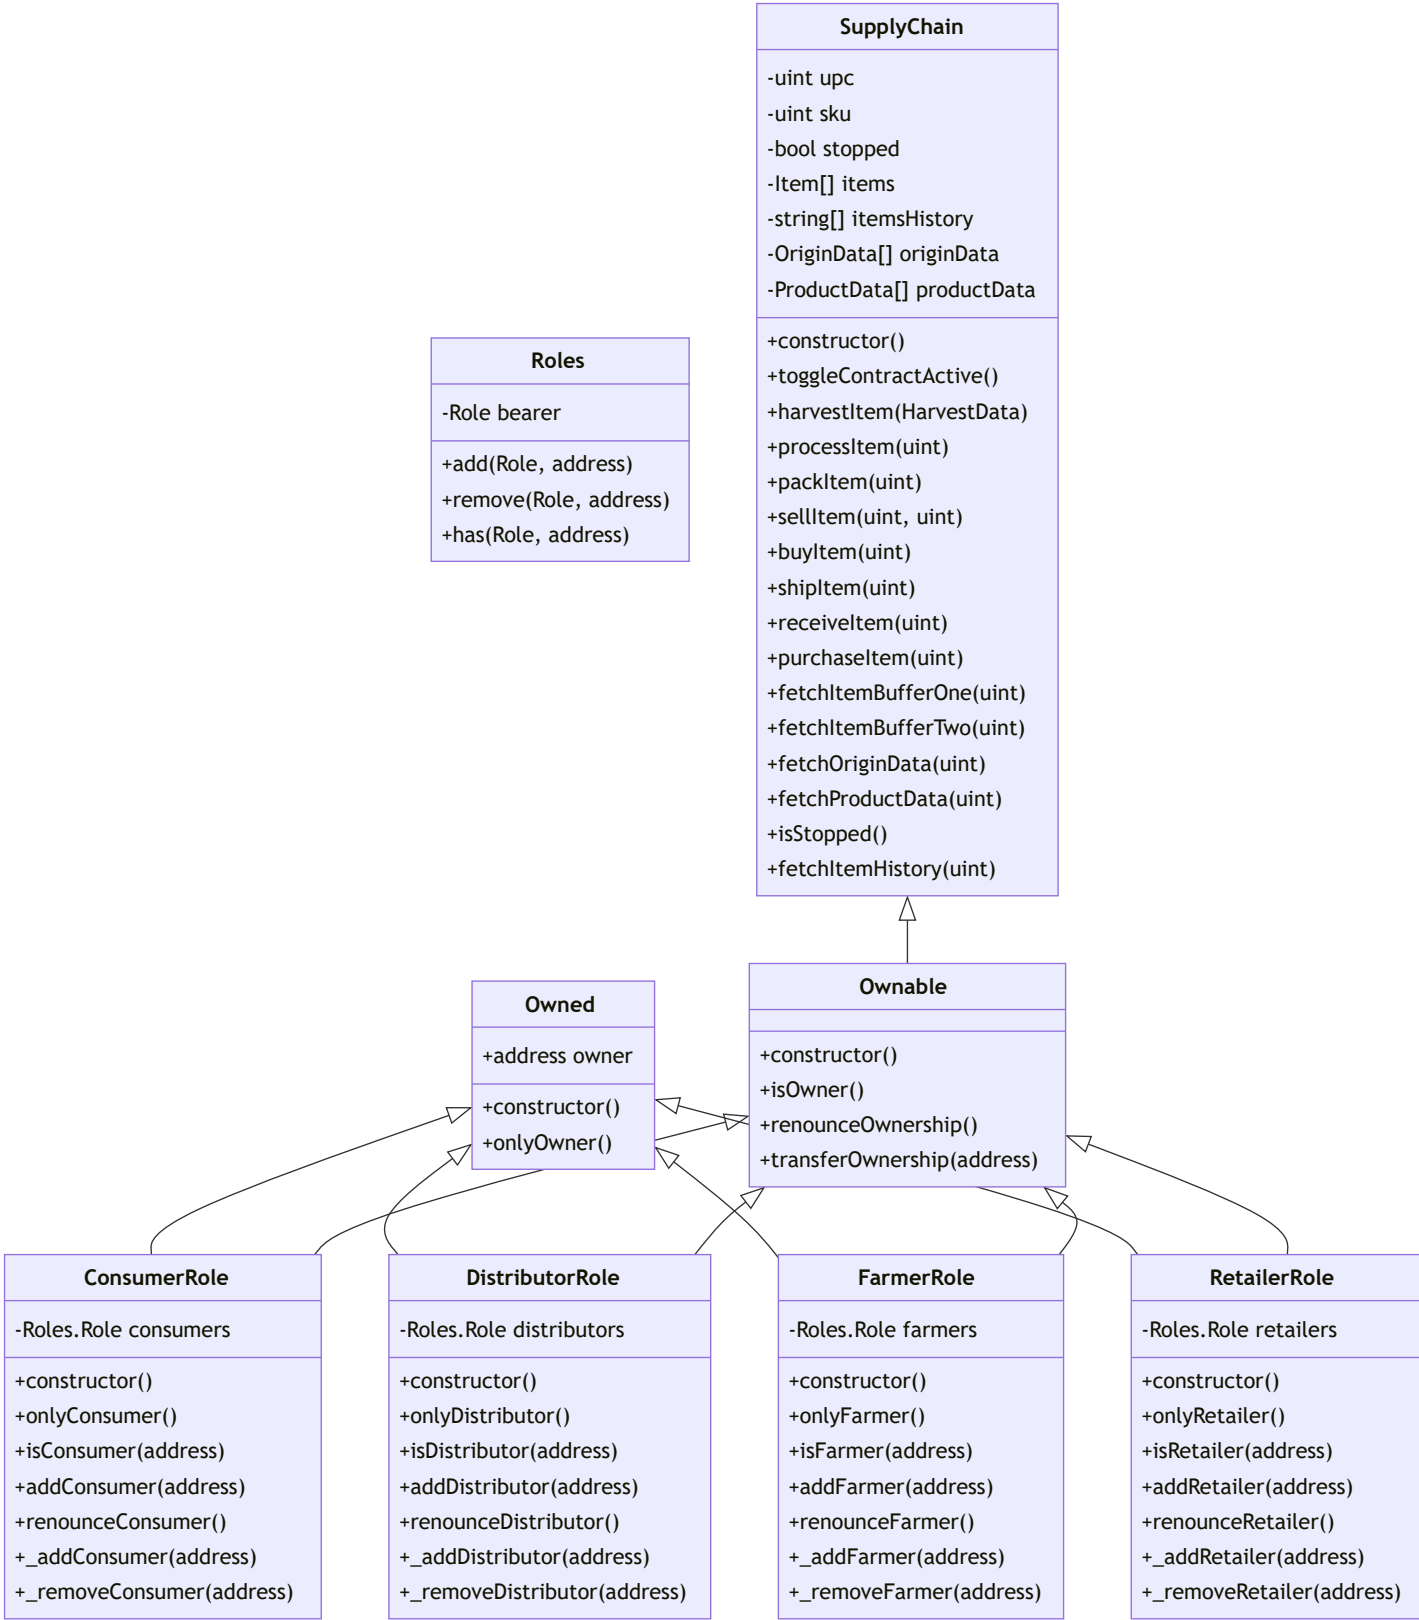 SupplyChain
-uint upc
-uint sku
-bool stopped
-Item[] items
-string[] itemsHistory
-OriginData[] originData
-ProductData[] productData
+constructor()
+toggleContractActive()
+harvestItem(HarvestData)
+processItem(uint)
+packItem(uint)
+sellItem(uint, uint)
+buyItem(uint)
+shipItem(uint)
+receiveItem(uint)
+purchaseItem(uint)
+fetchItemBufferOne(uint)
+fetchItemBufferTwo(uint)
+fetchOriginData(uint)
+fetchProductData(uint)
+isStopped()
+fetchItemHistory(uint)
Roles
-Role bearer
+add(Role, address)
+remove(Role, address)
+has(Role, address)
Owned
+address owner
+constructor()
+onlyOwner()
Ownable
+constructor()
+isOwner()
+renounceOwnership()
+transferOwnership(address)
ConsumerRole
-Roles.Role consumers
+constructor()
+onlyConsumer()
+isConsumer(address)
+addConsumer(address)
+renounceConsumer()
+_addConsumer(address)
+_removeConsumer(address)
DistributorRole
-Roles.Role distributors
+constructor()
+onlyDistributor()
+isDistributor(address)
+addDistributor(address)
+renounceDistributor()
+_addDistributor(address)
+_removeDistributor(address)
FarmerRole
-Roles.Role farmers
+constructor()
+onlyFarmer()
+isFarmer(address)
+addFarmer(address)
+renounceFarmer()
+_addFarmer(address)
+_removeFarmer(address)
RetailerRole
-Roles.Role retailers
+constructor()
+onlyRetailer()
+isRetailer(address)
+addRetailer(address)
+renounceRetailer()
+_addRetailer(address)
+_removeRetailer(address)